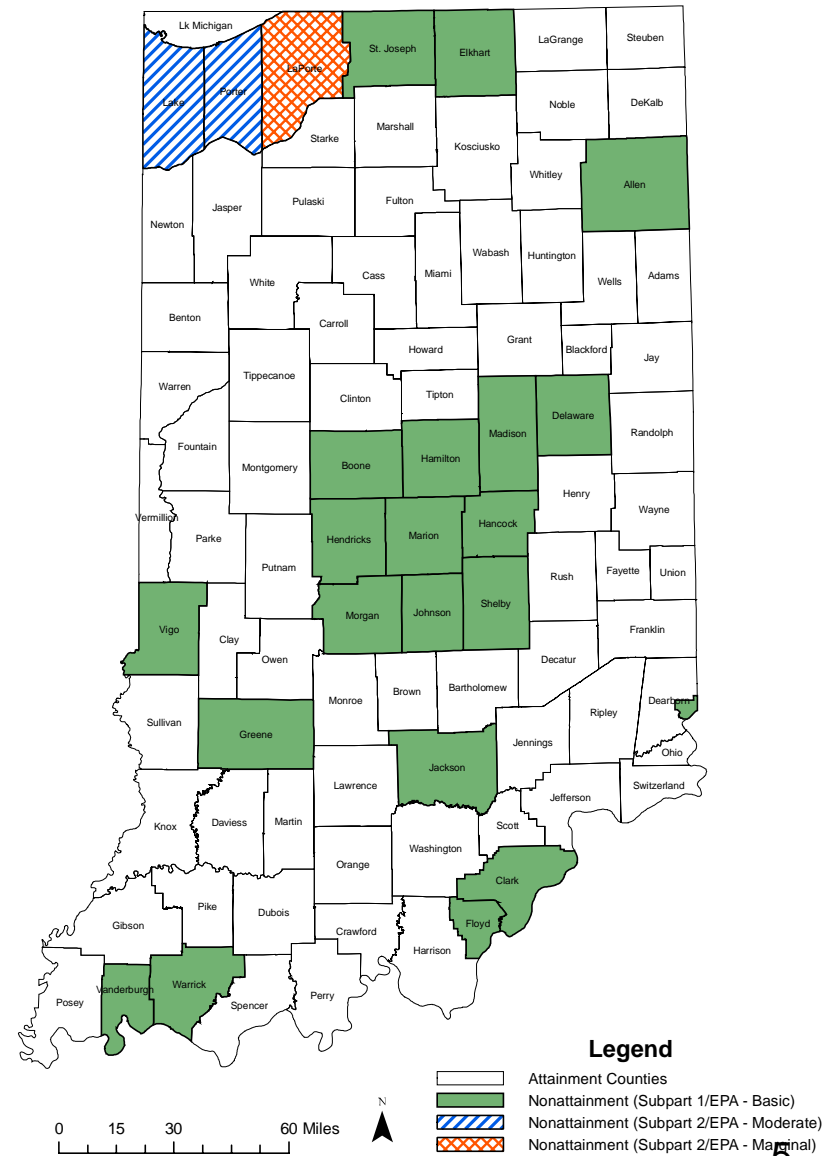 Lk Michigan
St. Joseph
Elkhart
LaGrange
Steuben
LaPorte
Lake
Porter
Noble
DeKalb
Marshall
Starke
Kosciusko
Whitley
Allen
Pulaski
Fulton
Newton
Jasper
Wabash
Huntington
Miami
Cass
White
Wells
Adams
Benton
Carroll
Grant
Howard
Blackford
Jay
Tippecanoe
Warren
Clinton
Tipton
Delaware
Madison
Randolph
Fountain
Hamilton
Boone
Montgomery
Henry
Wayne
Vermillion
Hancock
Parke
Hendricks
Marion
Putnam
Rush
Fayette
Union
Shelby
Morgan
Johnson
Vigo
Clay
Franklin
Owen
Decatur
Monroe
Brown
Bartholomew
Dearborn
Sullivan
Ripley
Greene
Jennings
Ohio
Jackson
Lawrence
Switzerland
Jefferson
Knox
Daviess
Martin
Scott
Washington
Orange
Clark
Pike
Dubois
Gibson
Crawford
Floyd
Harrison
Vanderburgh
Warrick
Posey
Spencer
Perry
Legend
Attainment Counties
Nonattainment (Subpart 1/EPA - Basic)
Nonattainment (Subpart 2/EPA - Moderate)
Nonattainment (Subpart 2/EPA - Marginal)
N
0 15 30 60 Miles
5